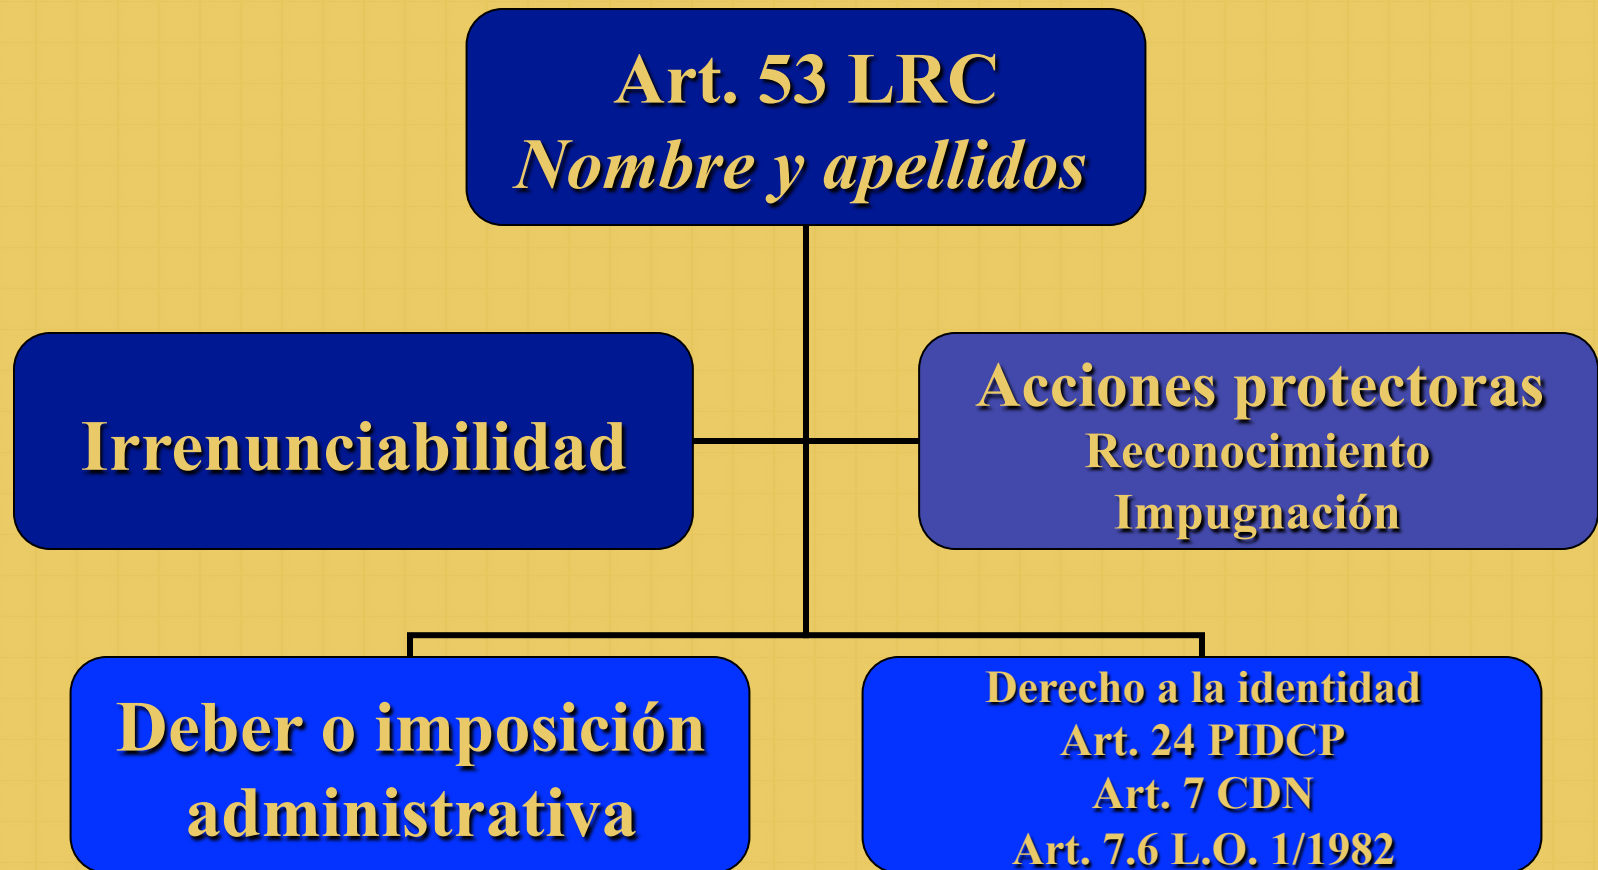 Art. 53 LRC
Nombre y apellidos
Irrenunciabilidad
Acciones protectoras
Reconocimiento
Impugnación
Deber o imposición
administrativa
Derecho a la identidad
Art. 24 PIDCP
Art. 7 CDN
Art. 7.6 L.O. 1/1982